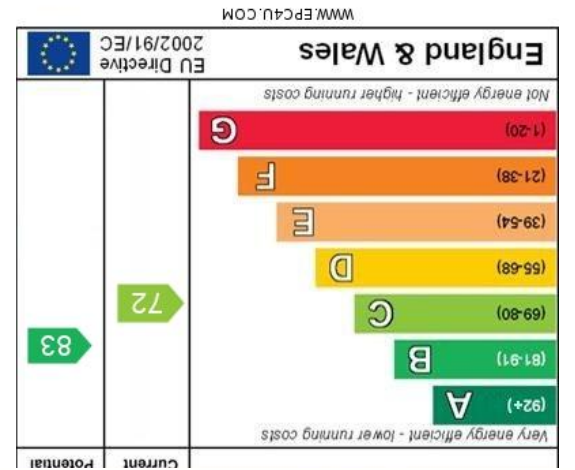 Current Potential
Very energy efficient - lower running costs
(92+) A
(81-91) B
(69-80) C
(55-68) D
(39-54) E
(21-38) F
(1-20) G
72
83
Not energy efficient - higher running costs
England & Wales
EU Directive
2002/91/EC
WWW.EPC4U.COM